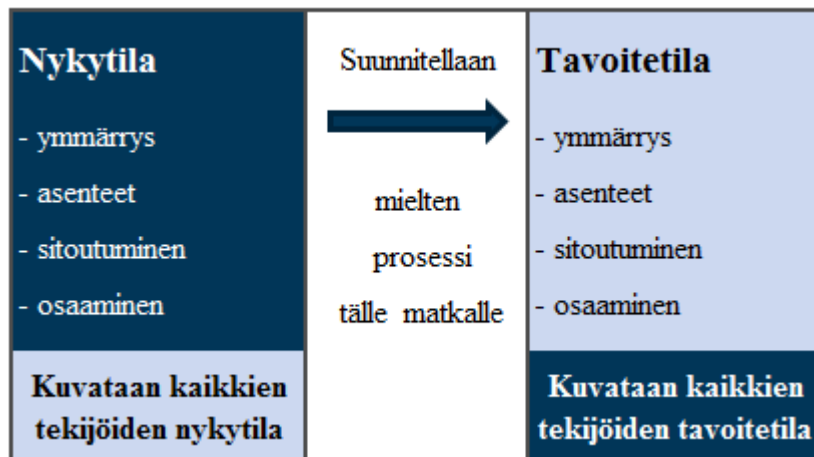 Nykytila
- ymmärrys
- asenteet
- sitoutuminen
- osaaminen
Kuvataan kaikkien
tekijöiden nykytila
Suunnitellaan
mielten
prosessi
tälle matkalle
Tavoitetila
- ymmärrys
- asenteet
- sitoutuminen
- osaaminen
Kuvataan kaikkien
tekijöiden tavoitetila